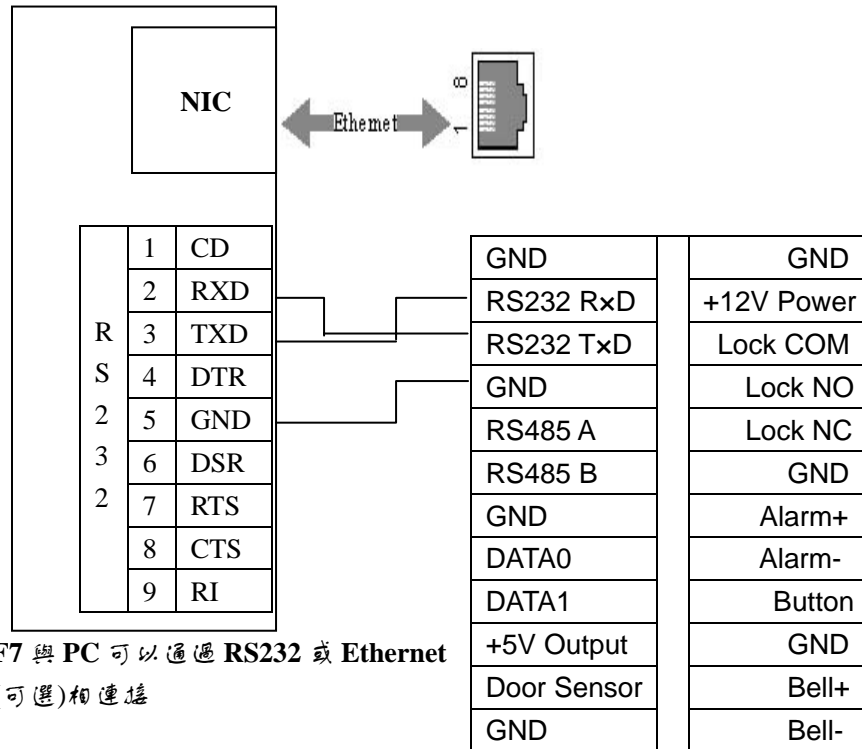 NIC
Ethernet
8
1
RS232
1 CD
2 RXD
3 TXD
4 DTR
5 GND
6 DSR
7 RTS
8 CTS
9 RI
GND
RS232 R×D
RS232 T×D
GND
RS485 A
RS485 B
GND
DATA0
DATA1
+5V Output
Door Sensor
GND
GND
+12V Power
Lock COM
Lock NO
Lock NC
GND
Alarm+
Alarm-
Button
GND
Bell+
Bell-
F7 與 PC 可以通過 RS232 或 Ethernet
可選)相連接